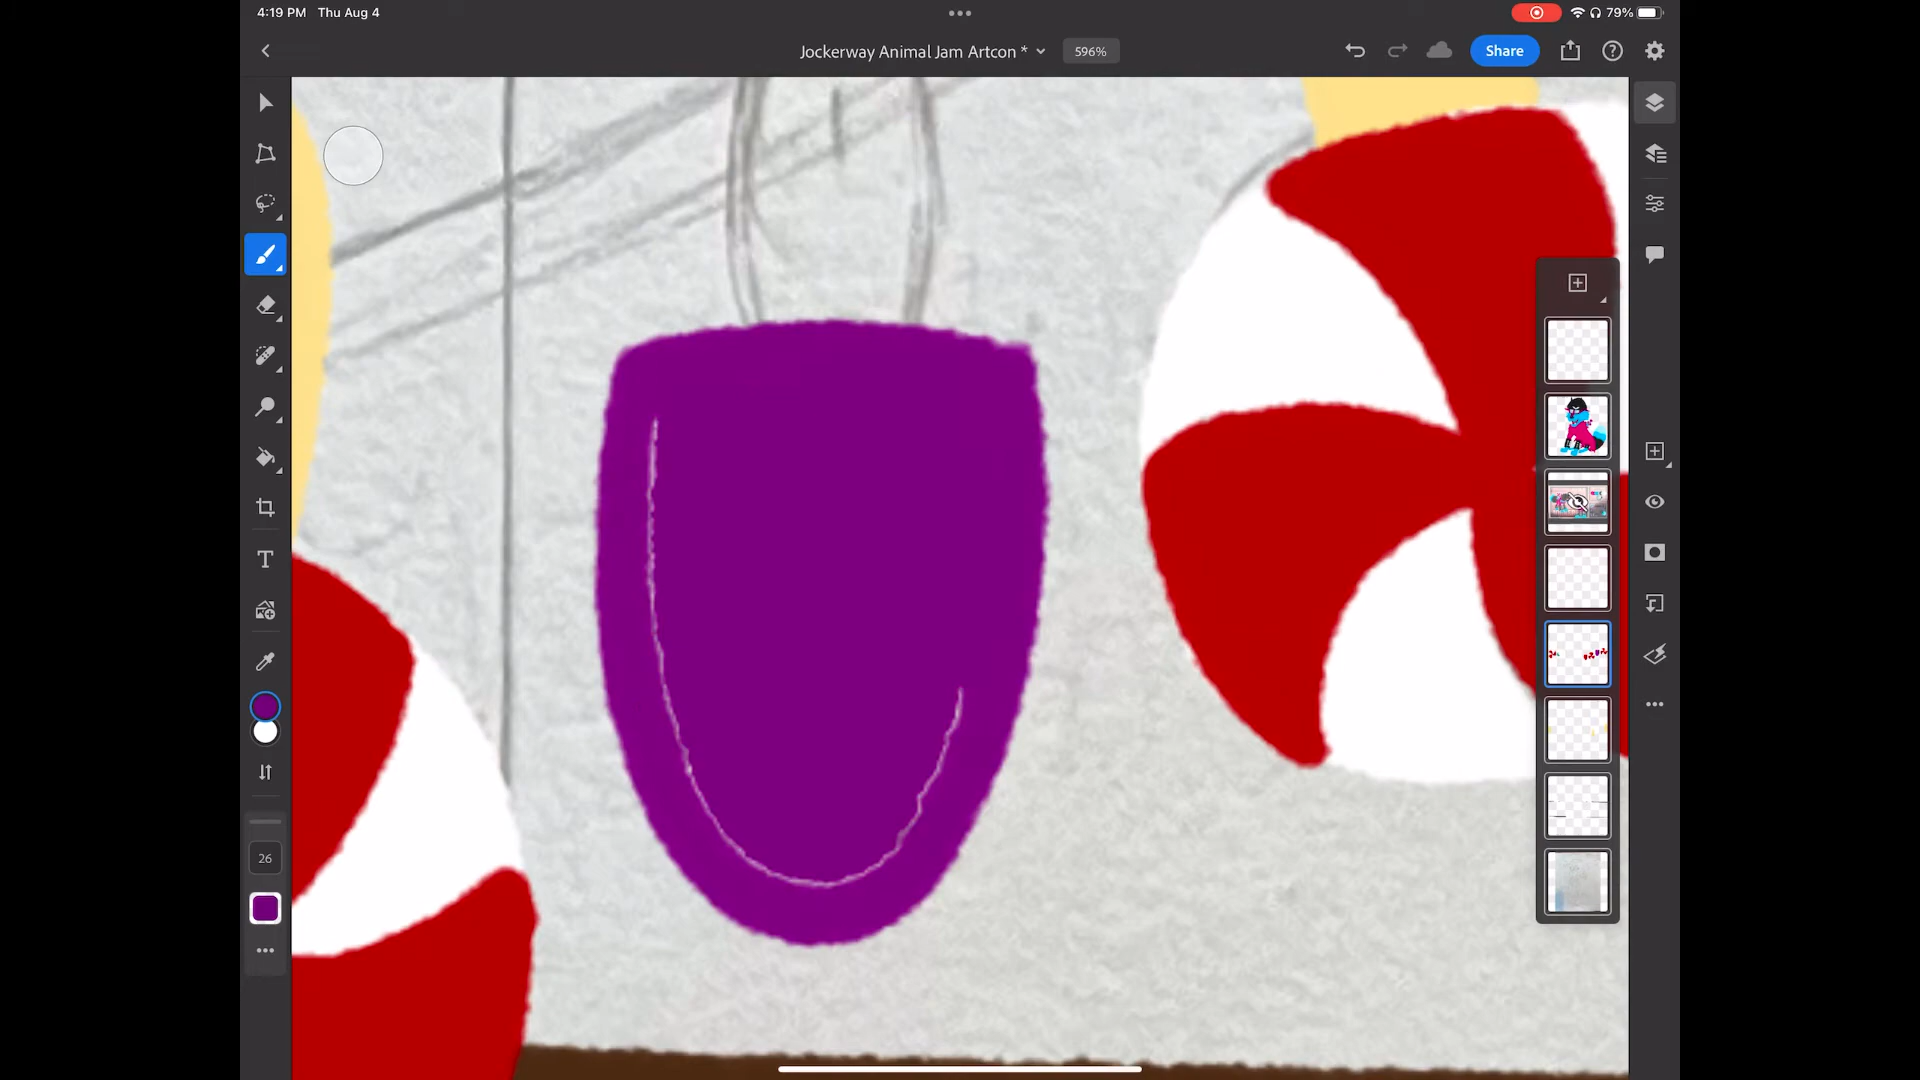 4:19 PM Thu Aug 4
79%
Jockerway Animal Jam Artcon *
596%
Share
T
26